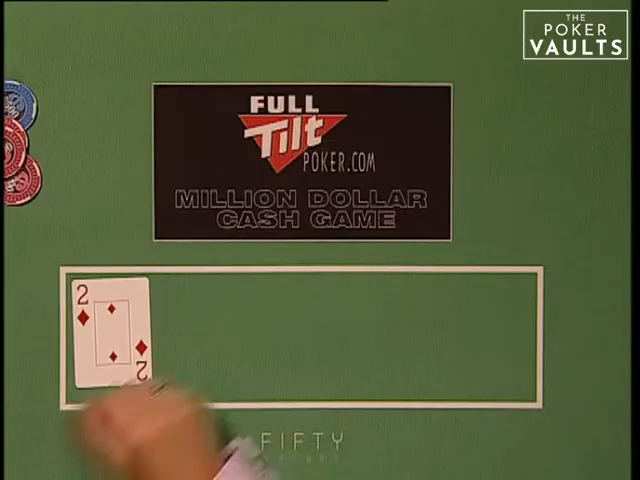 THE
POKER
VAULTS
FULL
Tilt
POKER.COM
MILLION DOLLAR
CASH GAME
2
2
FIFTY